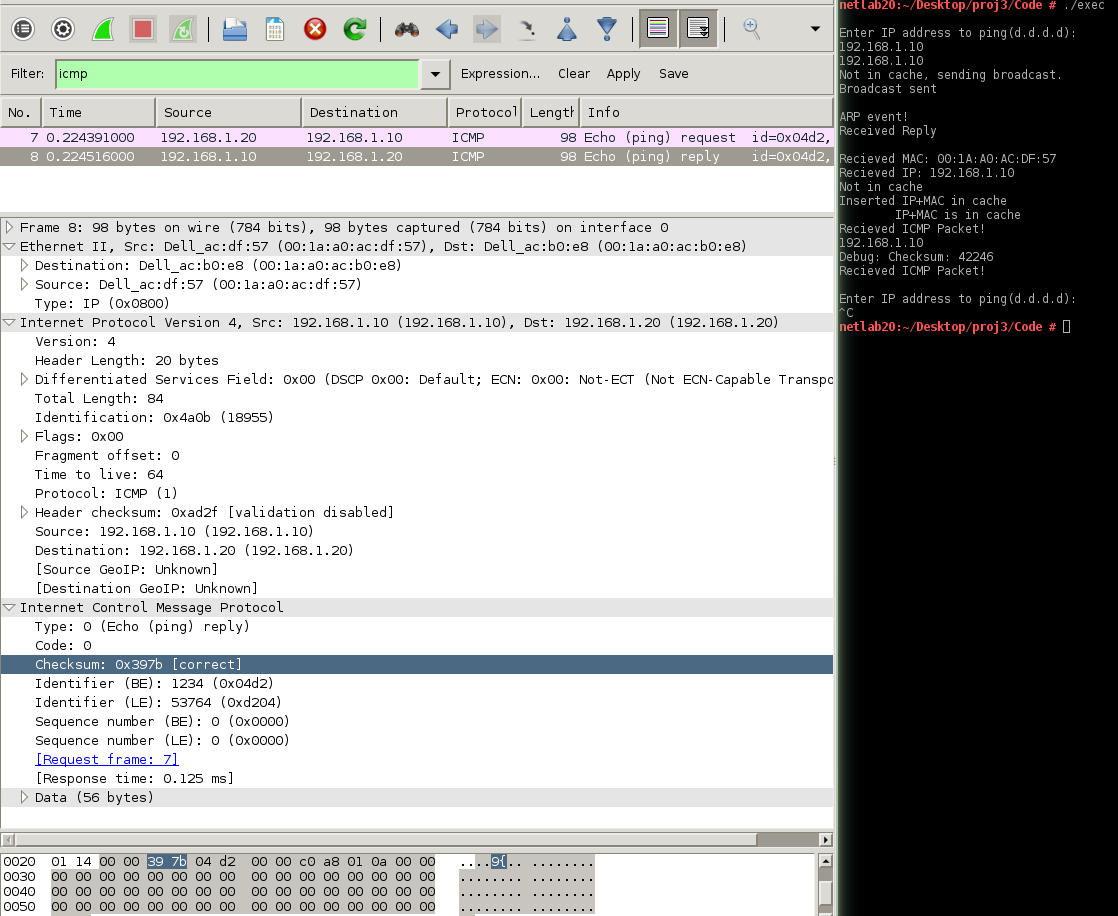 Filter: icmp Expression... Clear Apply Save
No. Time Source Destination Protocol Length Info
7 0.224391000 192.168.1.20 192.168.1.10 ICMP 98 Echo (ping) request id=0x04d2,
8 0.224516000 192.168.1.10 192.168.1.20 ICMP 98 Echo (ping) reply id=0x04d2,
Frame 8: 98 bytes on wire (784 bits), 98 bytes captured (784 bits) on interface 0
Ethernet II, Src: Dell_ac:df:57 (00:1a:a0:ac:df:57), Dst: Dell_ac:b0:e8 (00:1a:a0:ac:b0:e8)
Destination: Dell_ac:b0:e8 (00:1a:a0:ac:b0:e8)
Source: Dell_ac:df:57 (00:1a:a0:ac:df:57)
Type: IP (0x0800)
Internet Protocol Version 4, Src: 192.168.1.10 (192.168.1.10), Dst: 192.168.1.20 (192.168.1.20)
Version: 4
Header Length: 20 bytes
Differentiated Services Field: 0x00 (DSCP 0x00: Default; ECN: 0x00: Not-ECT (Not ECN-Capable Transpo
Total Length: 84
Identification: 0x4a0b (18955)
Flags: 0x00
Fragment offset: 0
Time to live: 64
Protocol: ICMP (1)
Header checksum: 0xad2f [validation disabled]
Source: 192.168.1.10 (192.168.1.10)
Destination: 192.168.1.20 (192.168.1.20)
[Source GeoIP: Unknown]
[Destination GeoIP: Unknown]
Internet Control Message Protocol
Type: 0 (Echo (ping) reply)
Code: 0
Checksum: 0x397b [correct]
Identifier (BE): 1234 (0x04d2)
Identifier (LE): 53764 (0xd204)
Sequence number (BE): 0 (0x0000)
Sequence number (LE): 0 (0x0000)
[Request frame: 7]
[Response time: 0.125 ms]
Data (56 bytes)
0020 01 14 00 00 39 7b 04 d2 00 00 c0 a8 01 0a 00 00 ....9{.. ........
0030 00 00 00 00 00 00 00 00 00 00 00 00 00 00 00 00 ........ ........
0040 00 00 00 00 00 00 00 00 00 00 00 00 00 00 00 00 ........ ........
0050 00 00 00 00 00 00 00 00 00 00 00 00 00 00 00 00 ........ ........
netlab20:~/Desktop/proj3/Code # ./exec
Enter IP address to ping(d.d.d.d):
192.168.1.10
192.168.1.10
Not in cache, sending broadcast.
Broadcast sent
ARP event!
Received Reply
Recieved MAC: 00:1A:A0:AC:DF:57
Recieved IP: 192.168.1.10
Not in cache
Inserted IP+MAC in cache
IP+MAC is in cache
Recieved ICMP Packet!
192.168.1.10
Debug: Checksum: 42246
Recieved ICMP Packet!
Enter IP address to ping(d.d.d.d):
^C
netlab20:~/Desktop/proj3/Code #